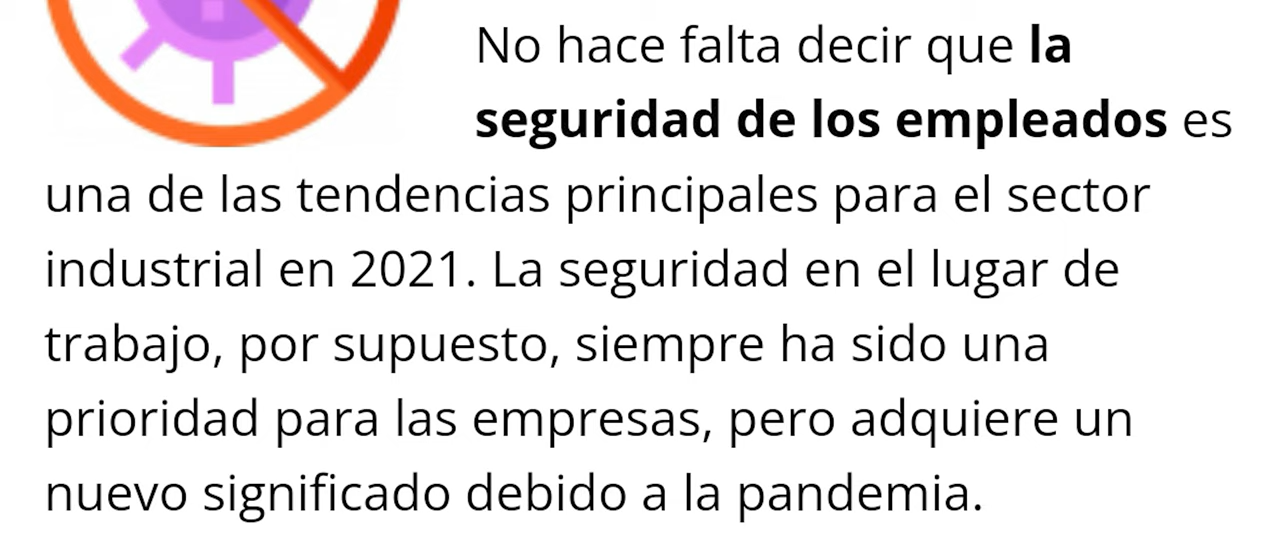 No hace falta decir que la
seguridad de los empleados es
una de las tendencias principales para el sector
industrial en 2021. La seguridad en el lugar de
trabajo, por supuesto, siempre ha sido una
prioridad para las empresas, pero adquiere un
nuevo significado debido a la pandemia.